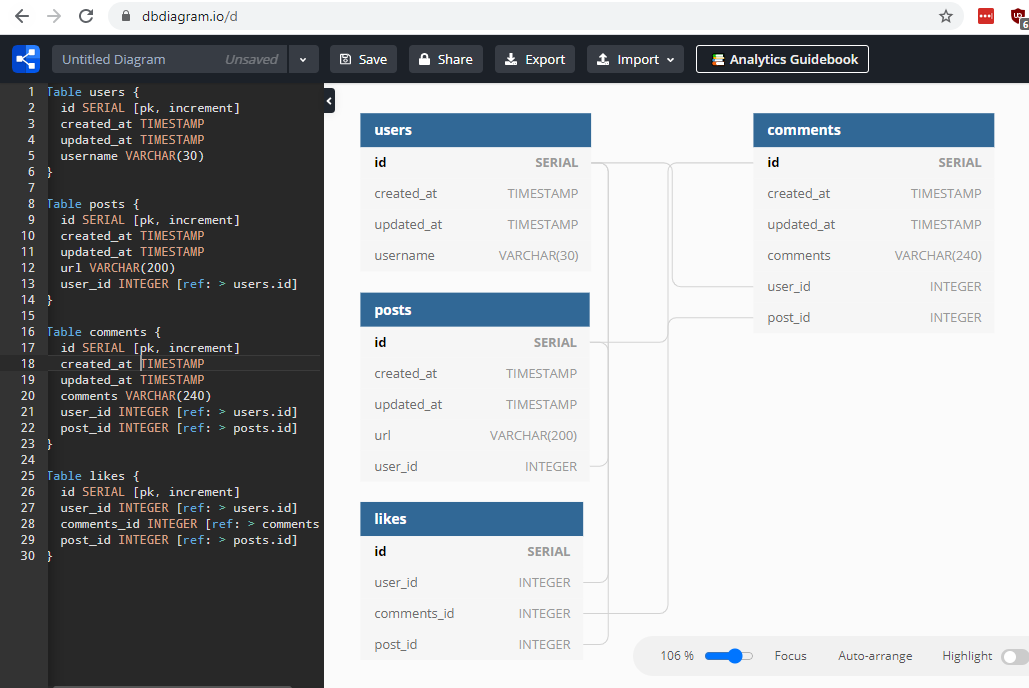 dbdiagram.io/d
6
Untitled Diagram Unsaved Save Share Export Import Analytics Guidebook
1 Table users {
2 id SERIAL [pk, increment]
3 created_at TIMESTAMP
4 updated_at TIMESTAMP
5 username VARCHAR(30)
6 }
7
8 Table posts {
9 id SERIAL [pk, increment]
10 created_at TIMESTAMP
11 updated_at TIMESTAMP
12 url VARCHAR(200)
13 user_id INTEGER [ref: > users.id]
14 }
15
16 Table comments {
17 id SERIAL [pk, increment]
18 created_at TIMESTAMP
19 updated_at TIMESTAMP
20 comments VARCHAR(240)
21 user_id INTEGER [ref: > users.id]
22 post_id INTEGER [ref: > posts.id]
23 }
24
25 Table likes {
26 id SERIAL [pk, increment]
27 user_id INTEGER [ref: > users.id]
28 comments_id INTEGER [ref: > comments
29 post_id INTEGER [ref: > posts.id]
30 }
users
id SERIAL
created_at TIMESTAMP
updated_at TIMESTAMP
username VARCHAR(30)
posts
id SERIAL
created_at TIMESTAMP
updated_at TIMESTAMP
url VARCHAR(200)
user_id INTEGER
likes
id SERIAL
user_id INTEGER
comments_id INTEGER
post_id INTEGER
comments
id SERIAL
created_at TIMESTAMP
updated_at TIMESTAMP
comments VARCHAR(240)
user_id INTEGER
post_id INTEGER
106 % Focus Auto-arrange Highlight